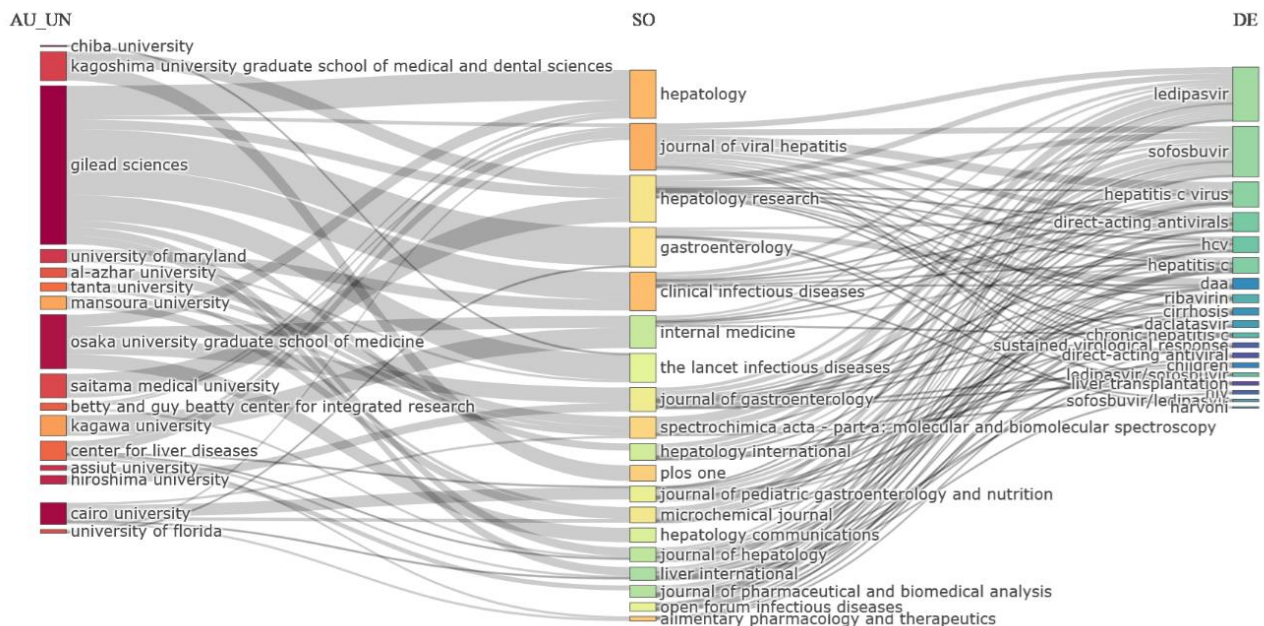 AU_UN
SO
DE
chiba university
kagoshima university graduate school of medical and dental sciences
gilead sciences
university of maryland
al-azhar university
tanta university
mansoura university
osaka university graduate school of medicine
saitama medical university
betty and guy beatty center for integrated research
kagawa university
center for liver diseases
assiut university
hiroshima university
cairo university
university of florida
hepatology
journal of viral hepatitis
hepatology research
gastroenterology
clinical infectious diseases
internal medicine
the lancet infectious diseases
journal of gastroenterology
spectrochimica acta - part a: molecular and biomolecular spectroscopy
hepatology international
plos one
journal of pediatric gastroenterology and nutrition
microchemical journal
hepatology communications
journal of hepatology
liver international
journal of pharmaceutical and biomedical analysis
open forum infectious diseases
alimentary pharmacology and therapeutics
ledipasvir
sofosbuvir
hepatitis c virus
direct-acting antivirals
hcv
hepatitis c
daa
ribavirin
cirrhosis
daclatasvir
chronic hepatitis c
sustained virological response
direct-acting antiviral
children
ledipasvir/sofosbuvir
liver transplantation
hiv
sofosbuvir/ledipasvir
harvoni